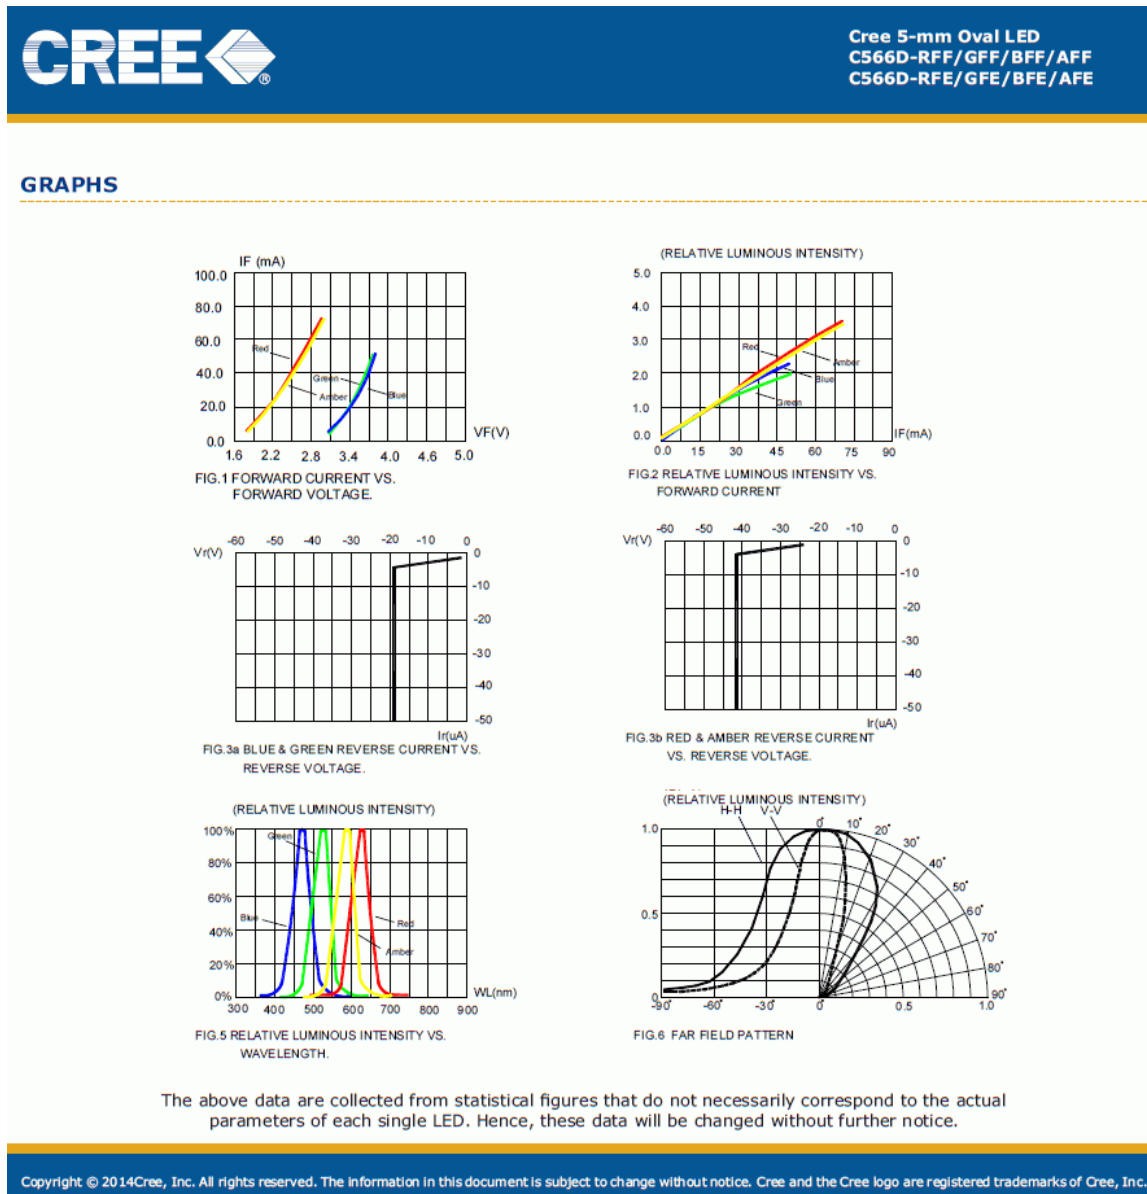 CREE
®
Cree 5-mm Oval LED
C566D-RFF/GFF/BFF/AFF
C566D-RFE/GFE/BFE/AFE
GRAPHS
IF (mA)
100.0
80.0
60.0
40.0
20.0
0.0
Red
Green
Amber
Blue
VF(V)
1.6 2.2 2.8 3.4 4.0 4.6 5.0
FIG.1 FORWARD CURRENT VS.
FORWARD VOLTAGE.
(RELATIVE LUMINOUS INTENSITY)
5.0
4.0
3.0
2.0
1.0
0.0
Red
Amber
Blue
Green
IF(mA)
0.0 15 30 45 60 75 90
FIG.2 RELATIVE LUMINOUS INTENSITY VS.
FORWARD CURRENT
-60 -50 -40 -30 -20 -10 0
Vr(V)
0
-10
-20
-30
-40
-50
Ir(uA)
FIG.3a BLUE & GREEN REVERSE CURRENT VS.
REVERSE VOLTAGE.
-60 -50 -40 -30 -20 -10 0
Vr(V)
0
-10
-20
-30
-40
-50
Ir(uA)
FIG.3b RED & AMBER REVERSE CURRENT
VS. REVERSE VOLTAGE.
(RELATIVE LUMINOUS INTENSITY)
100%
80%
60%
40%
20%
0%
Green
Blue
Red
Amber
WL(nm)
300 400 500 600 700 800 900
FIG.5 RELATIVE LUMINOUS INTENSITY VS.
WAVELENGTH.
(RELATIVE LUMINOUS INTENSITY)
H-H V-V
1.0
0.5
0
0° 10° 20° 30° 40° 50° 60° 70° 80° 90°
-90° -60° -30° 0° 0.5 1.0
FIG.6 FAR FIELD PATTERN
The above data are collected from statistical figures that do not necessarily correspond to the actual
parameters of each single LED. Hence, these data will be changed without further notice.
Copyright © 2014Cree, Inc. All rights reserved. The information in this document is subject to change without notice. Cree and the Cree logo are registered trademarks of Cree, Inc